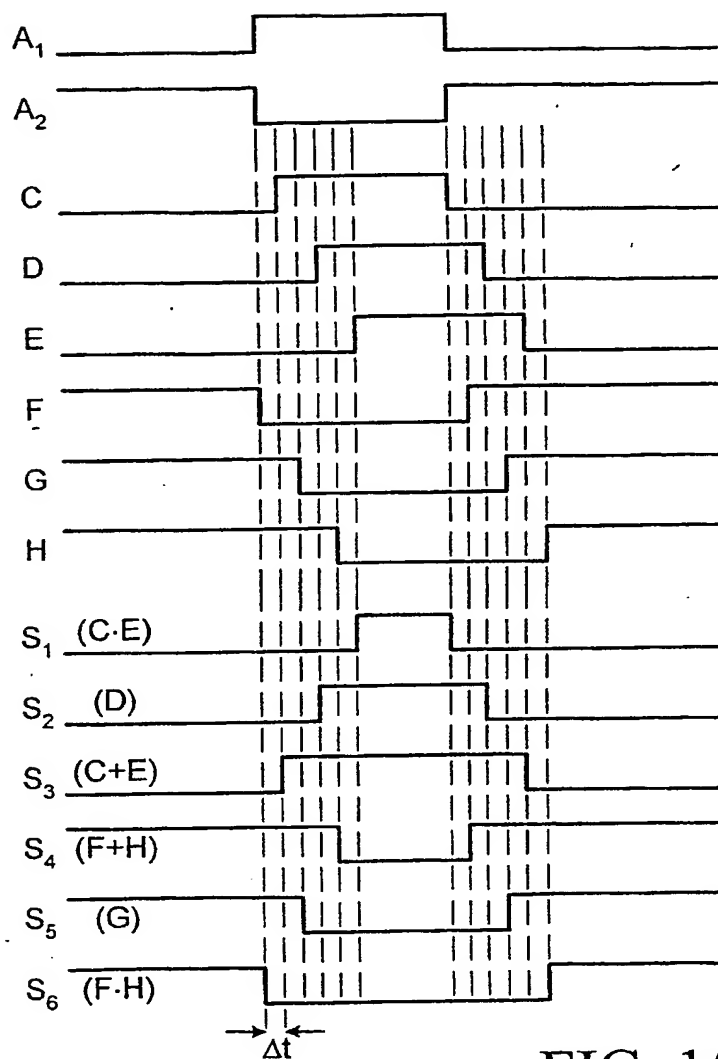 A₁
A₂
C
D
E
F
G
H
S₁ (C·E)
S₂ (D)
S₃ (C+E)
S₄ (F+H)
S₅ (G)
S₆ (F·H)
Δt